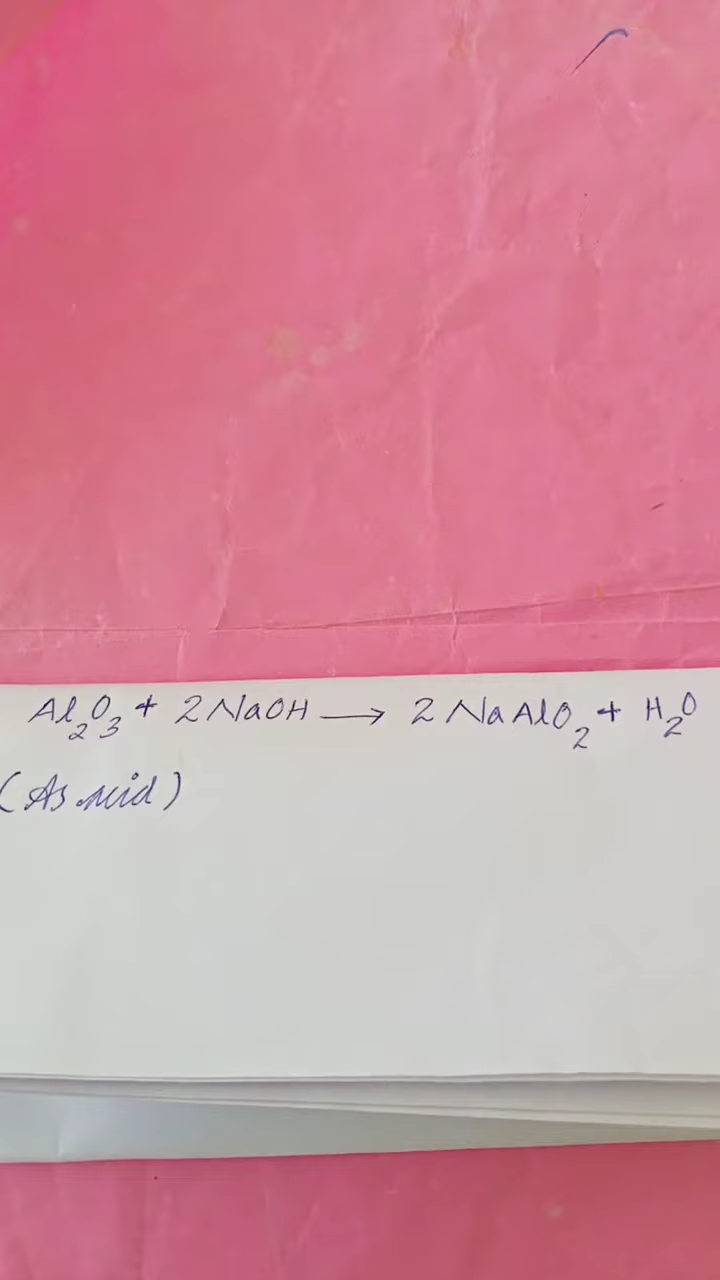 Al₂O₃ + 2NaOH → 2NaAlO₂ + H₂O
(As acid)